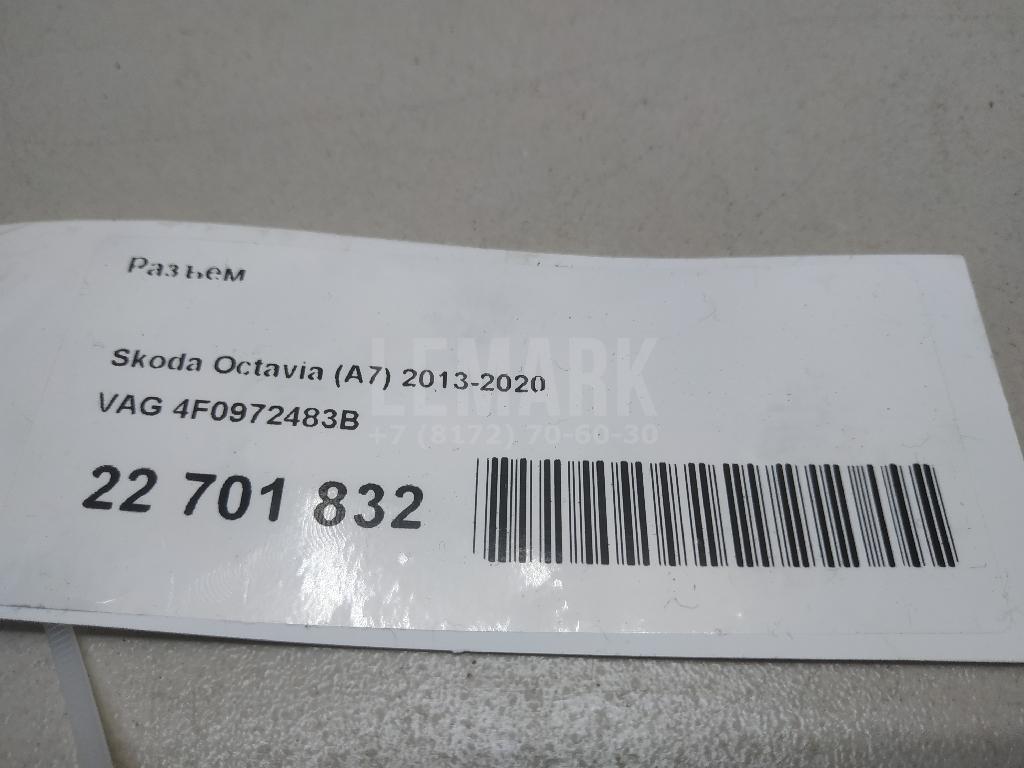 Разъем
Skoda Octavia (A7) 2013-2020
VAG 4F0972483B
LEMARK
+7 (8172) 70-60-30
22 701 832